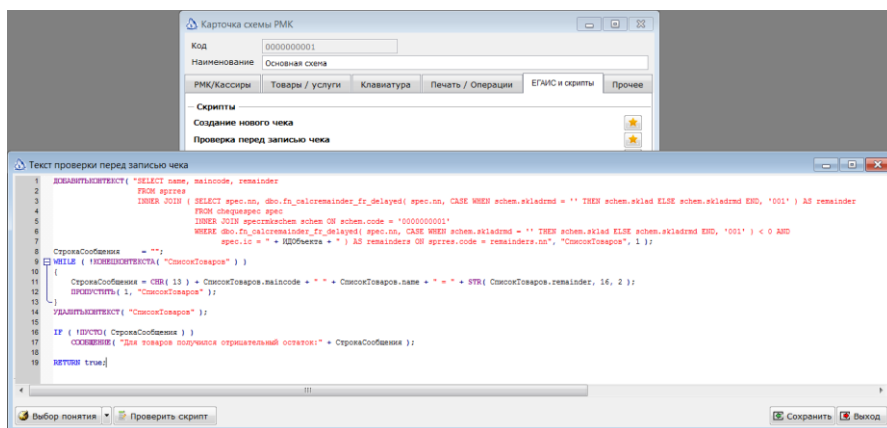 Карточка схемы РМК
Код 0000000001
Наименование Основная схема
РМК/Кассиры Товары / услуги Клавиатура Печать / Операции ЕГАИС и скрипты Прочее
Скрипты
Создание нового чека
Проверка перед записью чека
Текст проверки перед записью чека
1 ДОБАВИТЬКОНТЕКСТ( "SELECT name, maincode, remainder
2 FROM sprres
3 INNER JOIN ( SELECT spec.nn, dbo.fn_calcremainder_fr_delayed( spec.nn, CASE WHEN schem.skladrmd = '' THEN schem.sklad ELSE schem.skladrmd END, '001' ) AS remainder
4 FROM chequespec spec
5 INNER JOIN specrmkschem schem ON schem.code = '0000000001'
6 WHERE dbo.fn_calcremainder_fr_delayed( spec.nn, CASE WHEN schem.skladrmd = '' THEN schem.sklad ELSE schem.skladrmd END, '001' ) < 0 AND
7 spec.ic = " + ИДОбъекта + " ) AS remainders ON sprres.code = remainders.nn", "СписокТоваров", 1 );
8 СтрокаСообщения = "";
9 WHILE ( !КОНЕЦКОНТЕКСТА( "СписокТоваров" ) )
10 {
11 СтрокаСообщения = CHR( 13 ) + СписокТоваров.maincode + " " + СписокТоваров.name + " = " + STR( СписокТоваров.remainder, 16, 2 );
12 ПРОПУСТИТЬ( 1, "СписокТоваров" );
13 }
14 УДАЛИТЬКОНТЕКСТ( "СписокТоваров" );
15
16 IF ( !ПУСТО( СтрокаСообщения ) )
17 СООБЩЕНИЕ( "Для товаров получился отрицательный остаток:" + СтрокаСообщения );
18
19 RETURN true;
Выбор понятия Проверить скрипт Сохранить Выход